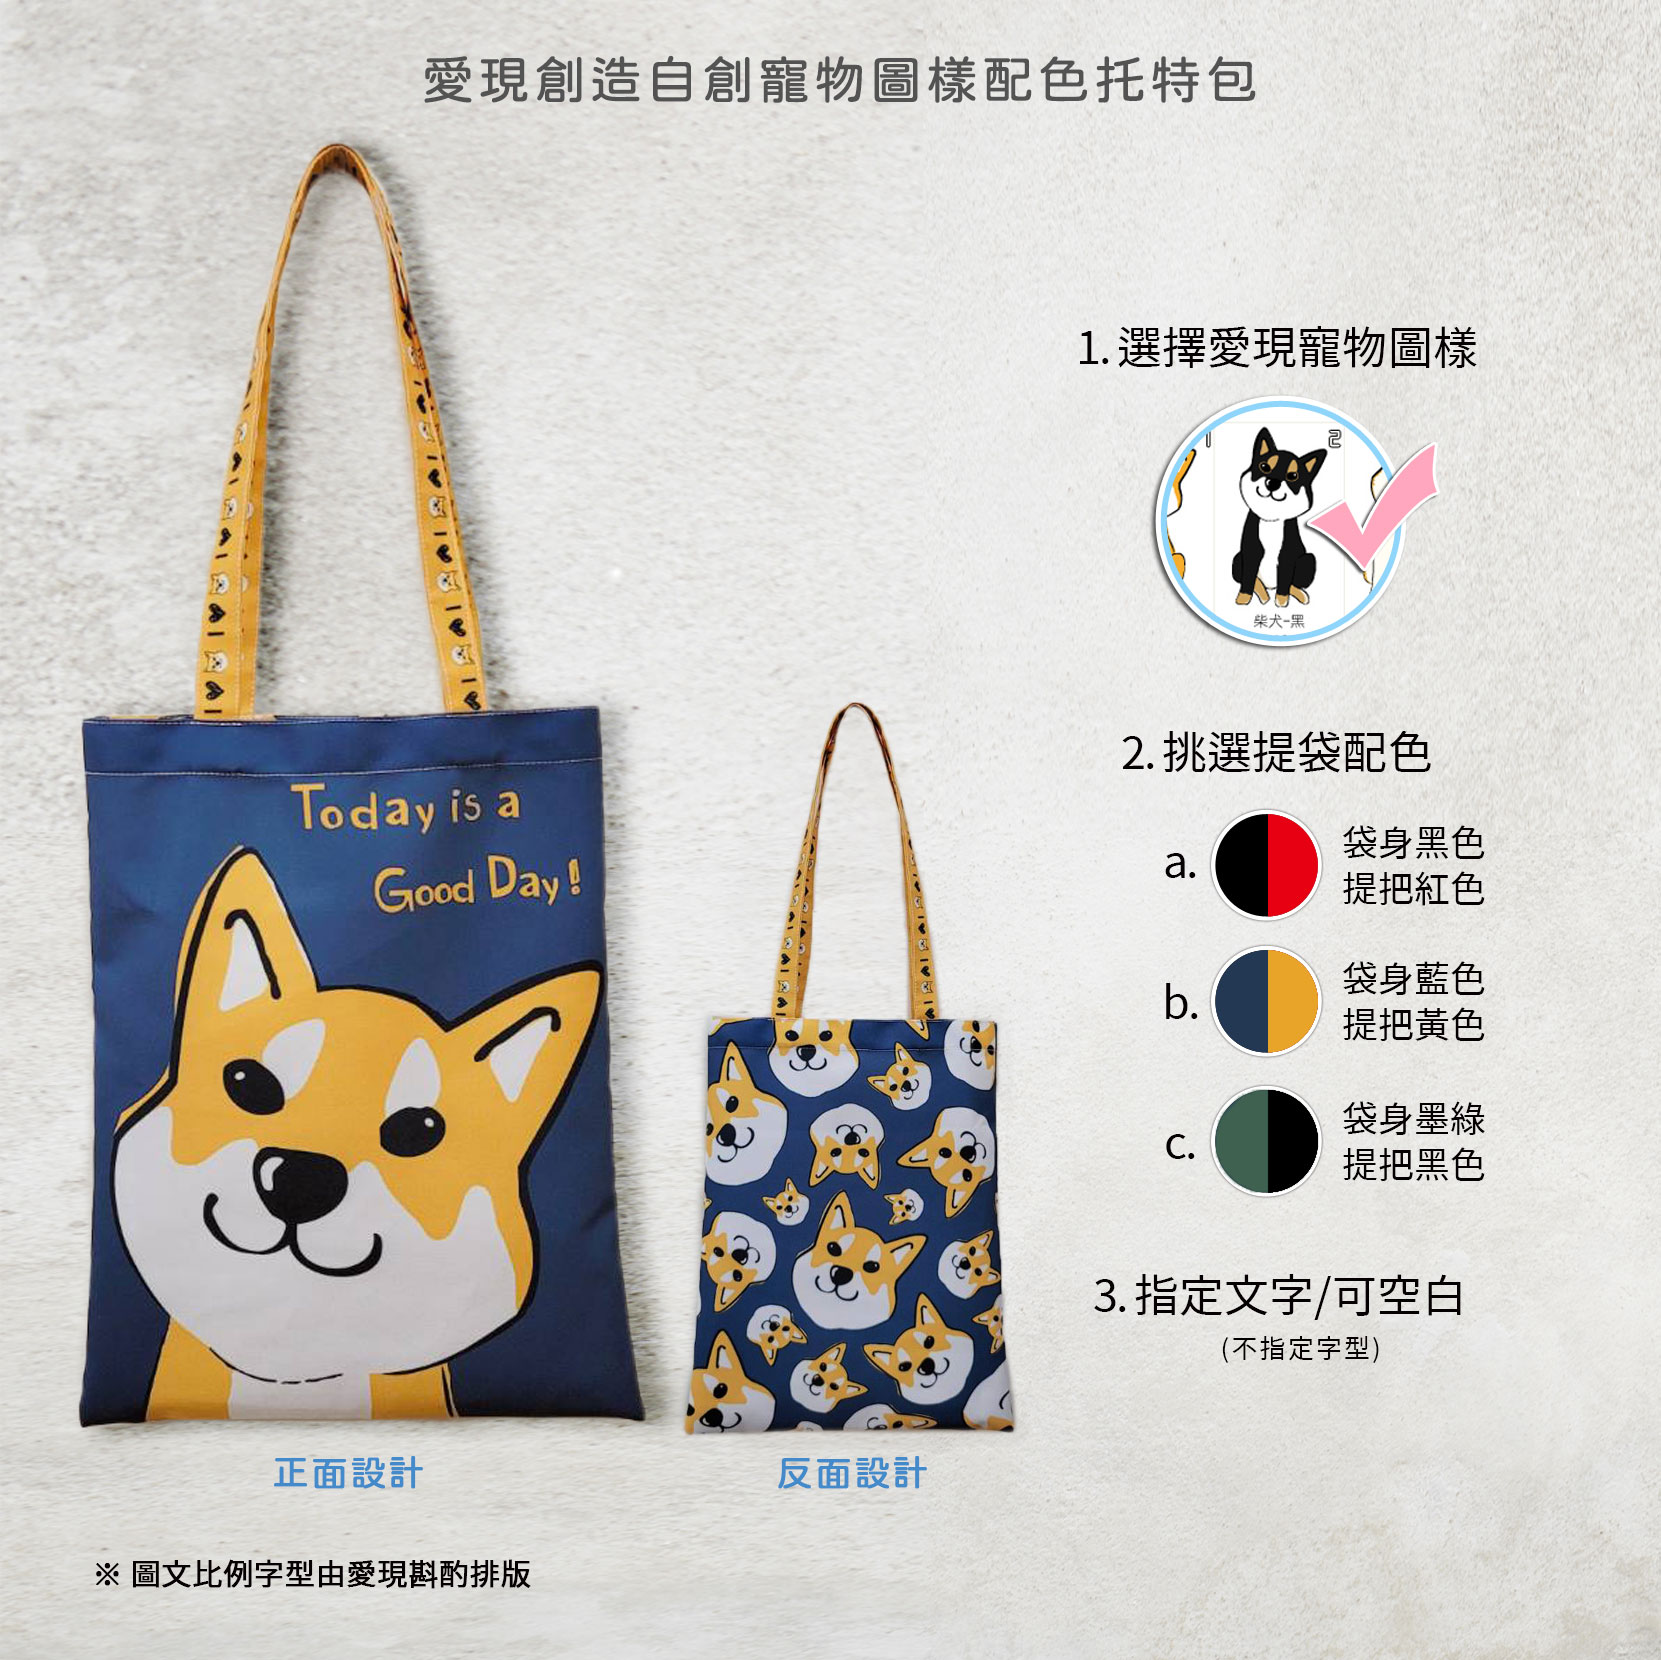 愛現創造自創寵物圖樣配色托特包
Today is a
Good Day!
正面設計
反面設計
※ 圖文比例字型由愛現斟酌排版
1. 選擇愛現寵物圖樣
1
2
柴犬-黑
2. 挑選提袋配色
a.
袋身黑色
提把紅色
b.
袋身藍色
提把黃色
c.
袋身墨綠
提把黑色
3. 指定文字/可空白
(不指定字型)